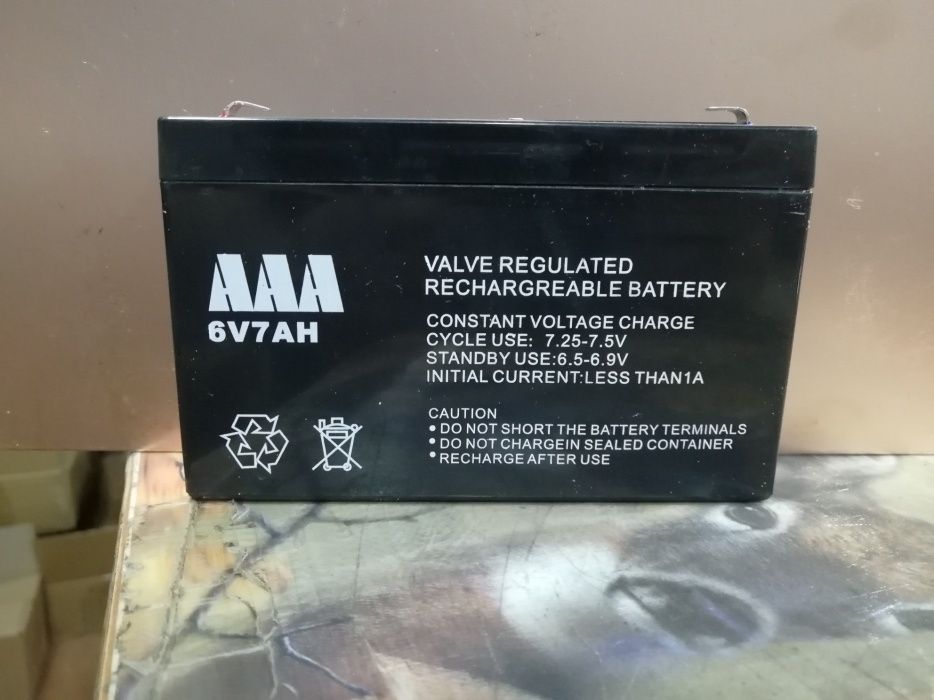 AAA
6V7AH
VALVE REGULATED
RECHARGREABLE BATTERY
CONSTANT VOLTAGE CHARGE
CYCLE USE: 7.25-7.5V
STANDBY USE:6.5-6.9V
INITIAL CURRENT:LESS THAN1A
CAUTION
• DO NOT SHORT THE BATTERY TERMINALS
• DO NOT CHARGEIN SEALED CONTAINER
• RECHARGE AFTER USE